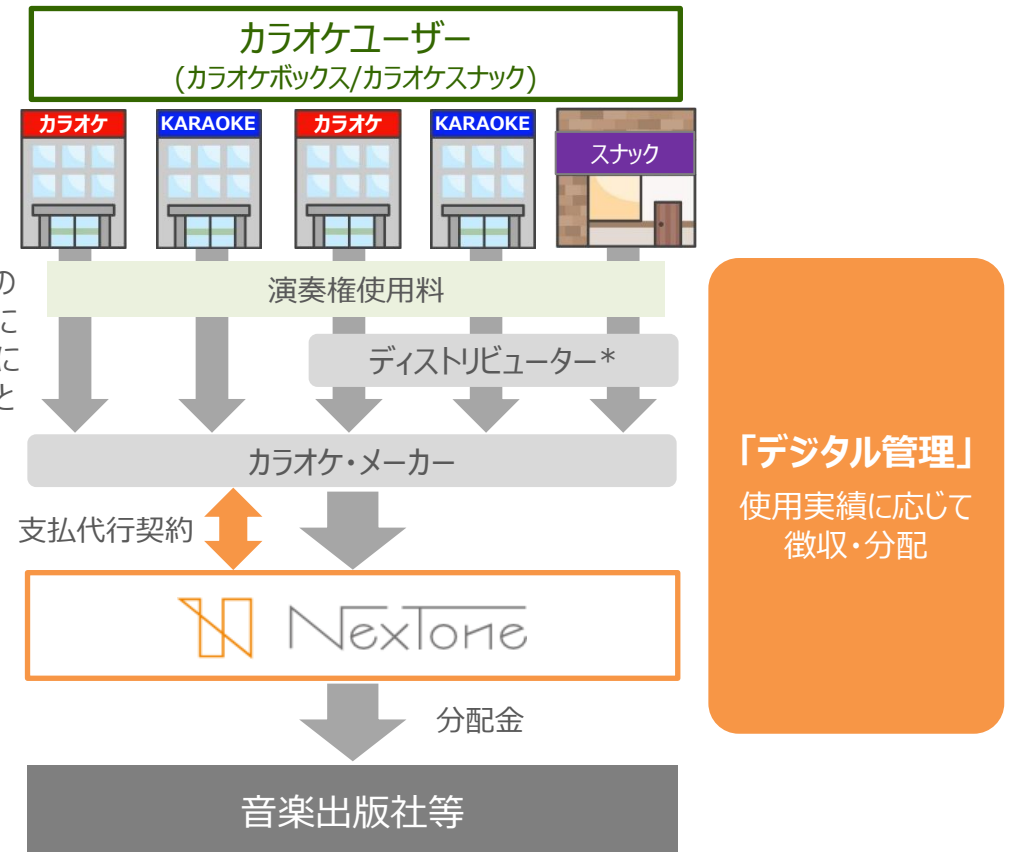 カラオケユーザー
(カラオケボックス/カラオケスナック)
カラオケ
KARAOKE
カラオケ
KARAOKE
スナック
の
に
に
と
演奏権使用料
ディストリビューター*
カラオケ・メーカー
支払代行契約
NexTone
分配金
音楽出版社等
「デジタル管理」
使用実績に応じて
徴収・分配